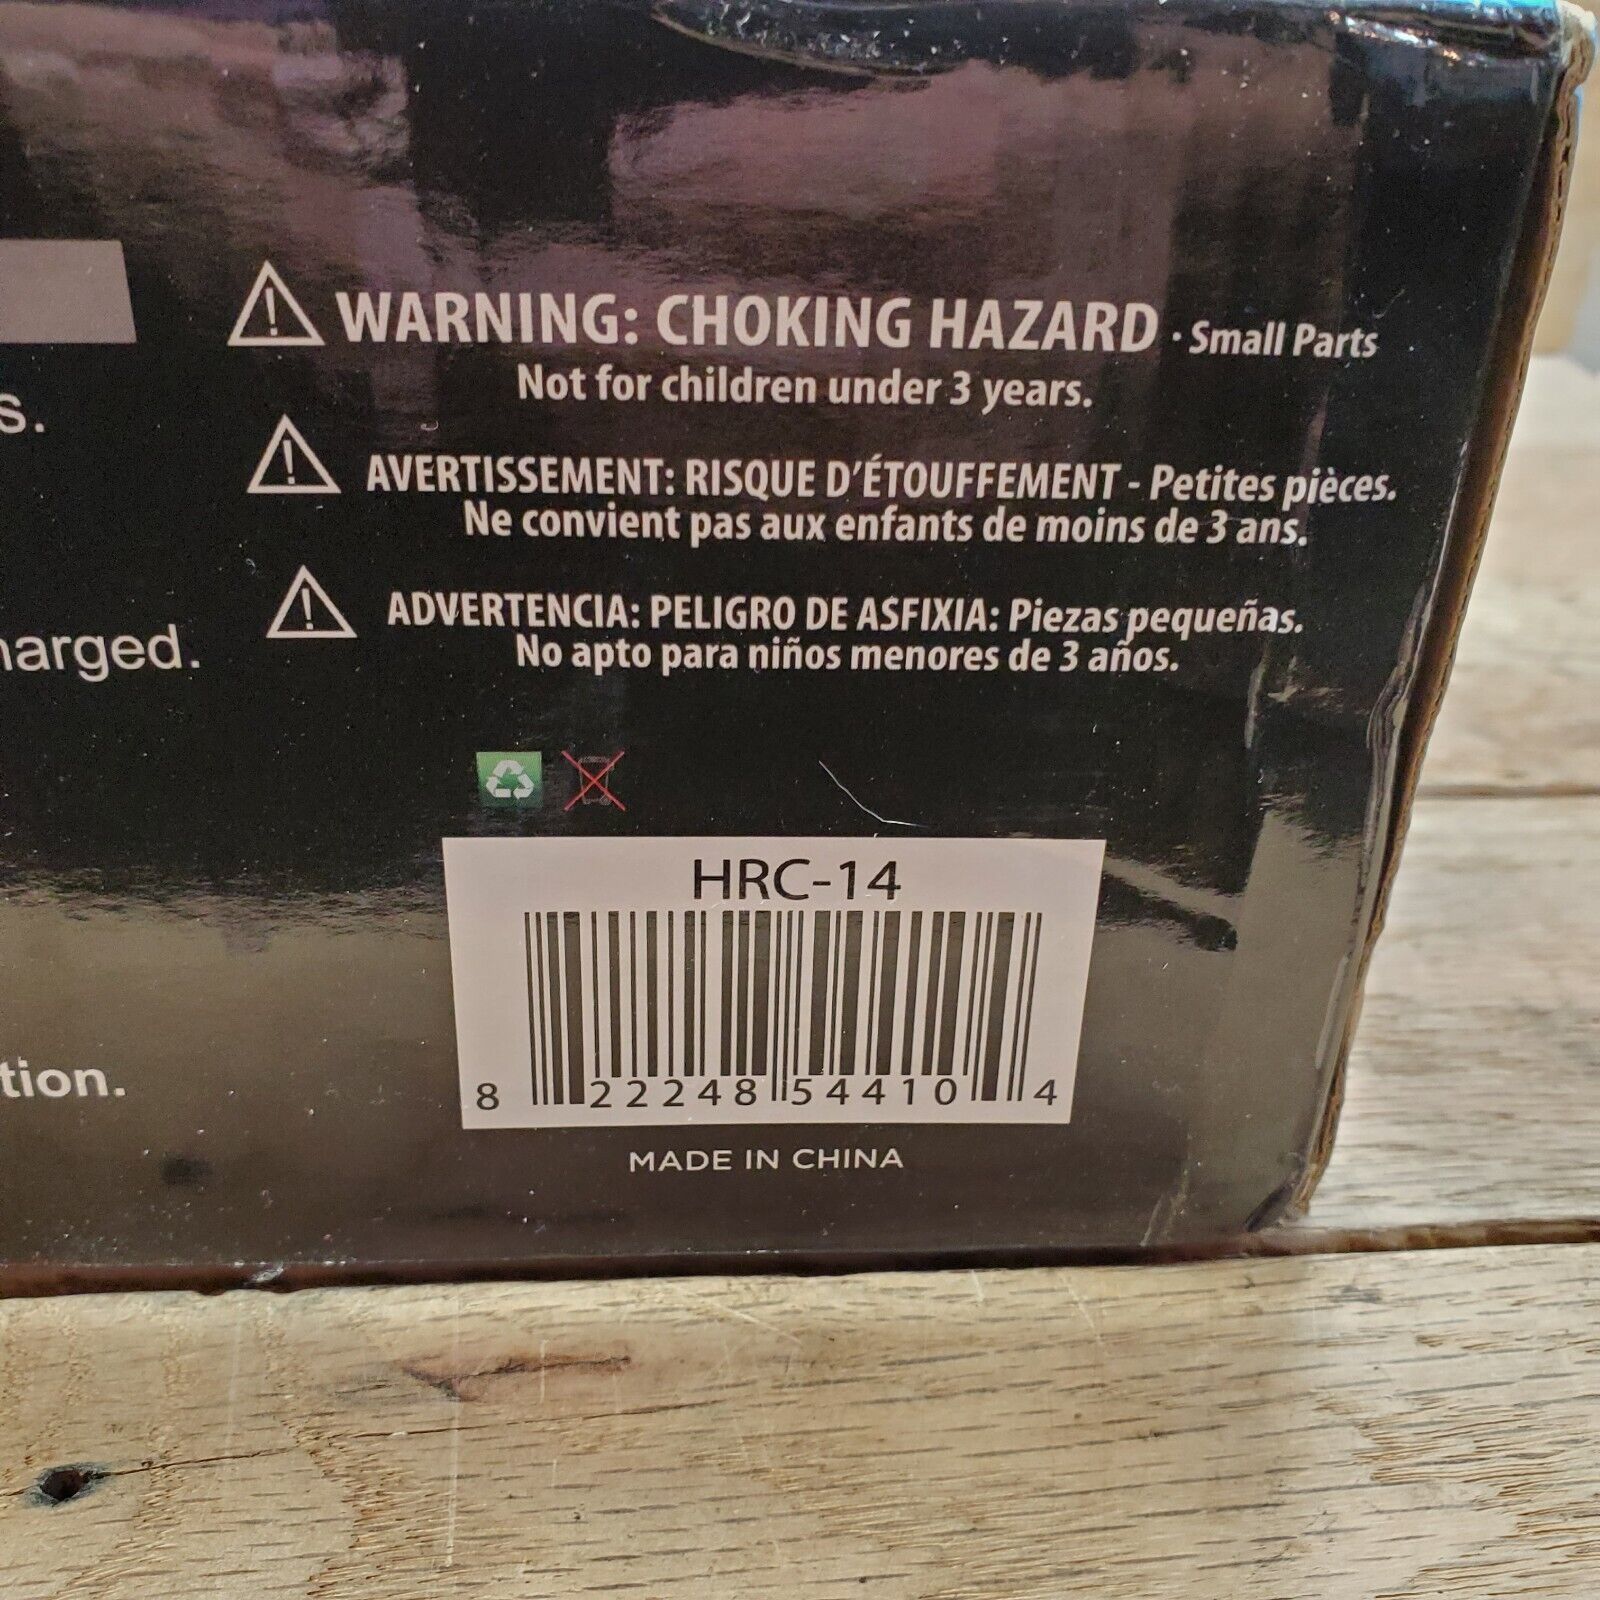 WARNING: CHOKING HAZARD · Small Parts
Not for children under 3 years.
s.
AVERTISSEMENT: RISQUE D'ÉTOUFFEMENT - Petites pièces.
Ne convient pas aux enfants de moins de 3 ans.
ADVERTENCIA: PELIGRO DE ASFIXIA: Piezas pequeñas.
No apto para niños menores de 3 años.
harged.
HRC-14
8 22248 54410 4
tion.
MADE IN CHINA